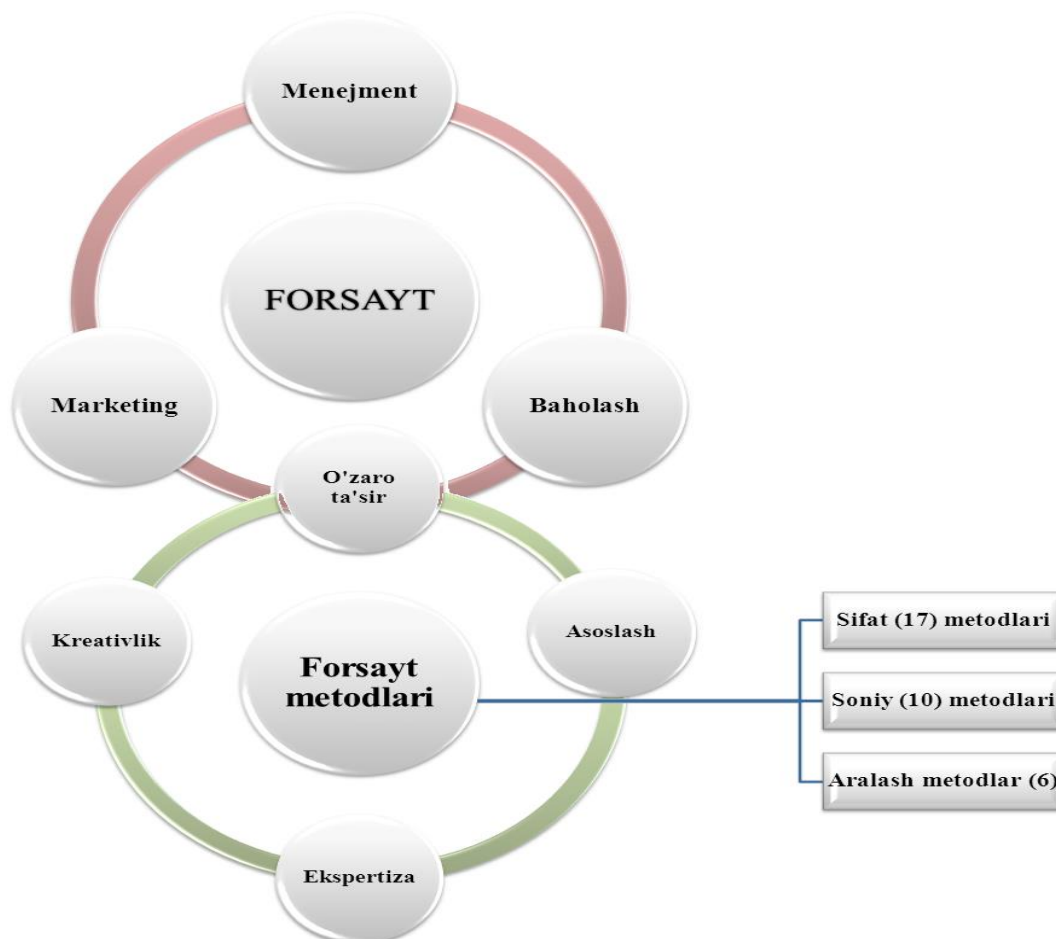 Menejment
FORSAYT
Marketing
Baholash
O'zaro
ta'sir
Kreativlik
Asoslash
Forsayt
metodlari
Ekspertiza
Sifat (17) metodlari
Soniy (10) metodlari
Aralash metodlar (6)